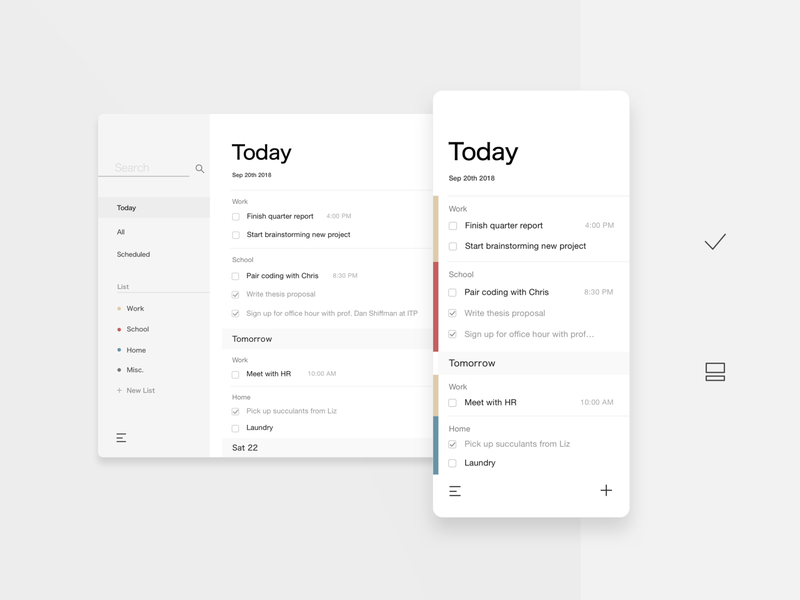 Search
Today
All
Scheduled
List
Work
School
Home
Misc.
+ New List
Today
Sep 20th 2018
Work
Finish quarter report 4:00 PM
Start brainstorming new project
School
Pair coding with Chris 8:30 PM
Write thesis proposal
Sign up for office hour with prof. Dan Shiffman at ITP
Tomorrow
Work
Meet with HR 10:00 AM
Home
Pick up succulants from Liz
Laundry
Sat 22
Today
Sep 20th 2018
Work
Finish quarter report 4:00 PM
Start brainstorming new project
School
Pair coding with Chris 8:30 PM
Write thesis proposal
Sign up for office hour with prof...
Tomorrow
Work
Meet with HR 10:00 AM
Home
Pick up succulants from Liz
Laundry